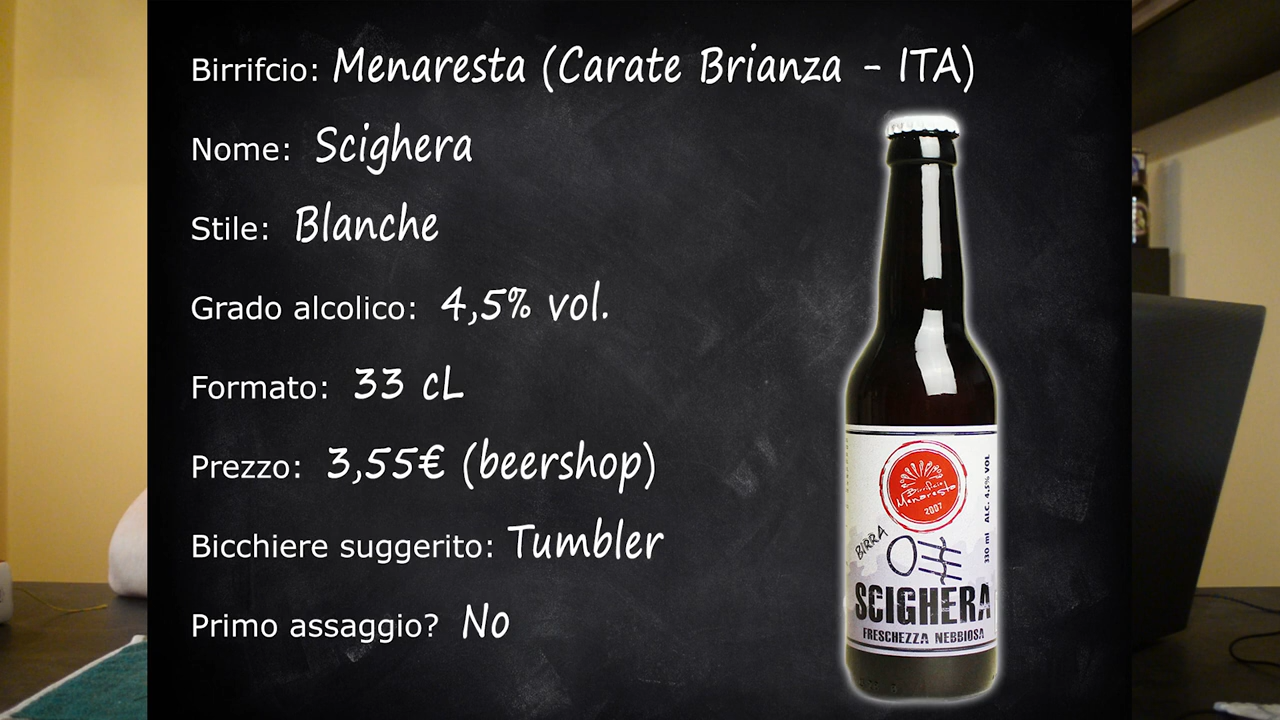 Birrifcio: Menaresta (Carate Brianza - ITA)
Nome: Scighera
Stile: Blanche
Grado alcolico: 4,5% vol.
Formato: 33 cL
Prezzo: 3,55€ (beershop)
Bicchiere suggerito: Tumbler
Primo assaggio? No
Birrificio
Menaresta
2007
BIRRA
SCIGHERA
FRESCHEZZA NEBBIOSA
330 ml ALC. 4,5% VOL